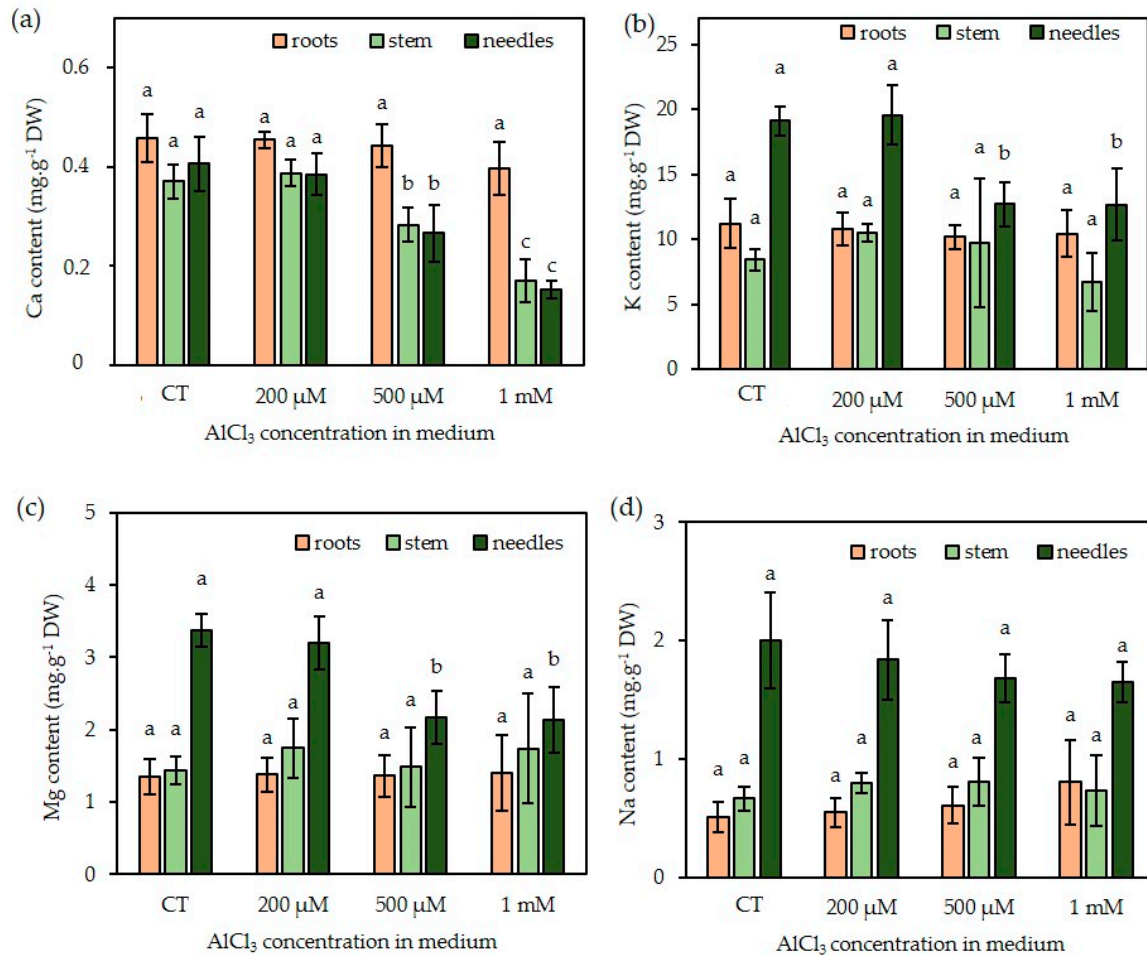 (a)
roots stem needles
Ca content (mg.g⁻¹ DW)
0.6
0.4
0.2
0
a a a
a a a
a b b
a c c
CT 200 µM 500 µM 1 mM
AlCl₃ concentration in medium
(b)
roots stem needles
K content (mg.g⁻¹ DW)
25
20
15
10
5
0
a a a
a a a
a a b
a a b
CT 200 µM 500 µM 1 mM
AlCl₃ concentration in medium
(c)
roots stem needles
Mg content (mg.g⁻¹ DW)
5
4
3
2
1
0
a a a
a a a
a a b
a a b
CT 200 µM 500 µM 1 mM
AlCl₃ concentration in medium
(d)
roots stem needles
Na content (mg.g⁻¹ DW)
3
2
1
0
a a a
a a a
a a a
a a a
CT 200 µM 500 µM 1 mM
AlCl₃ concentration in medium